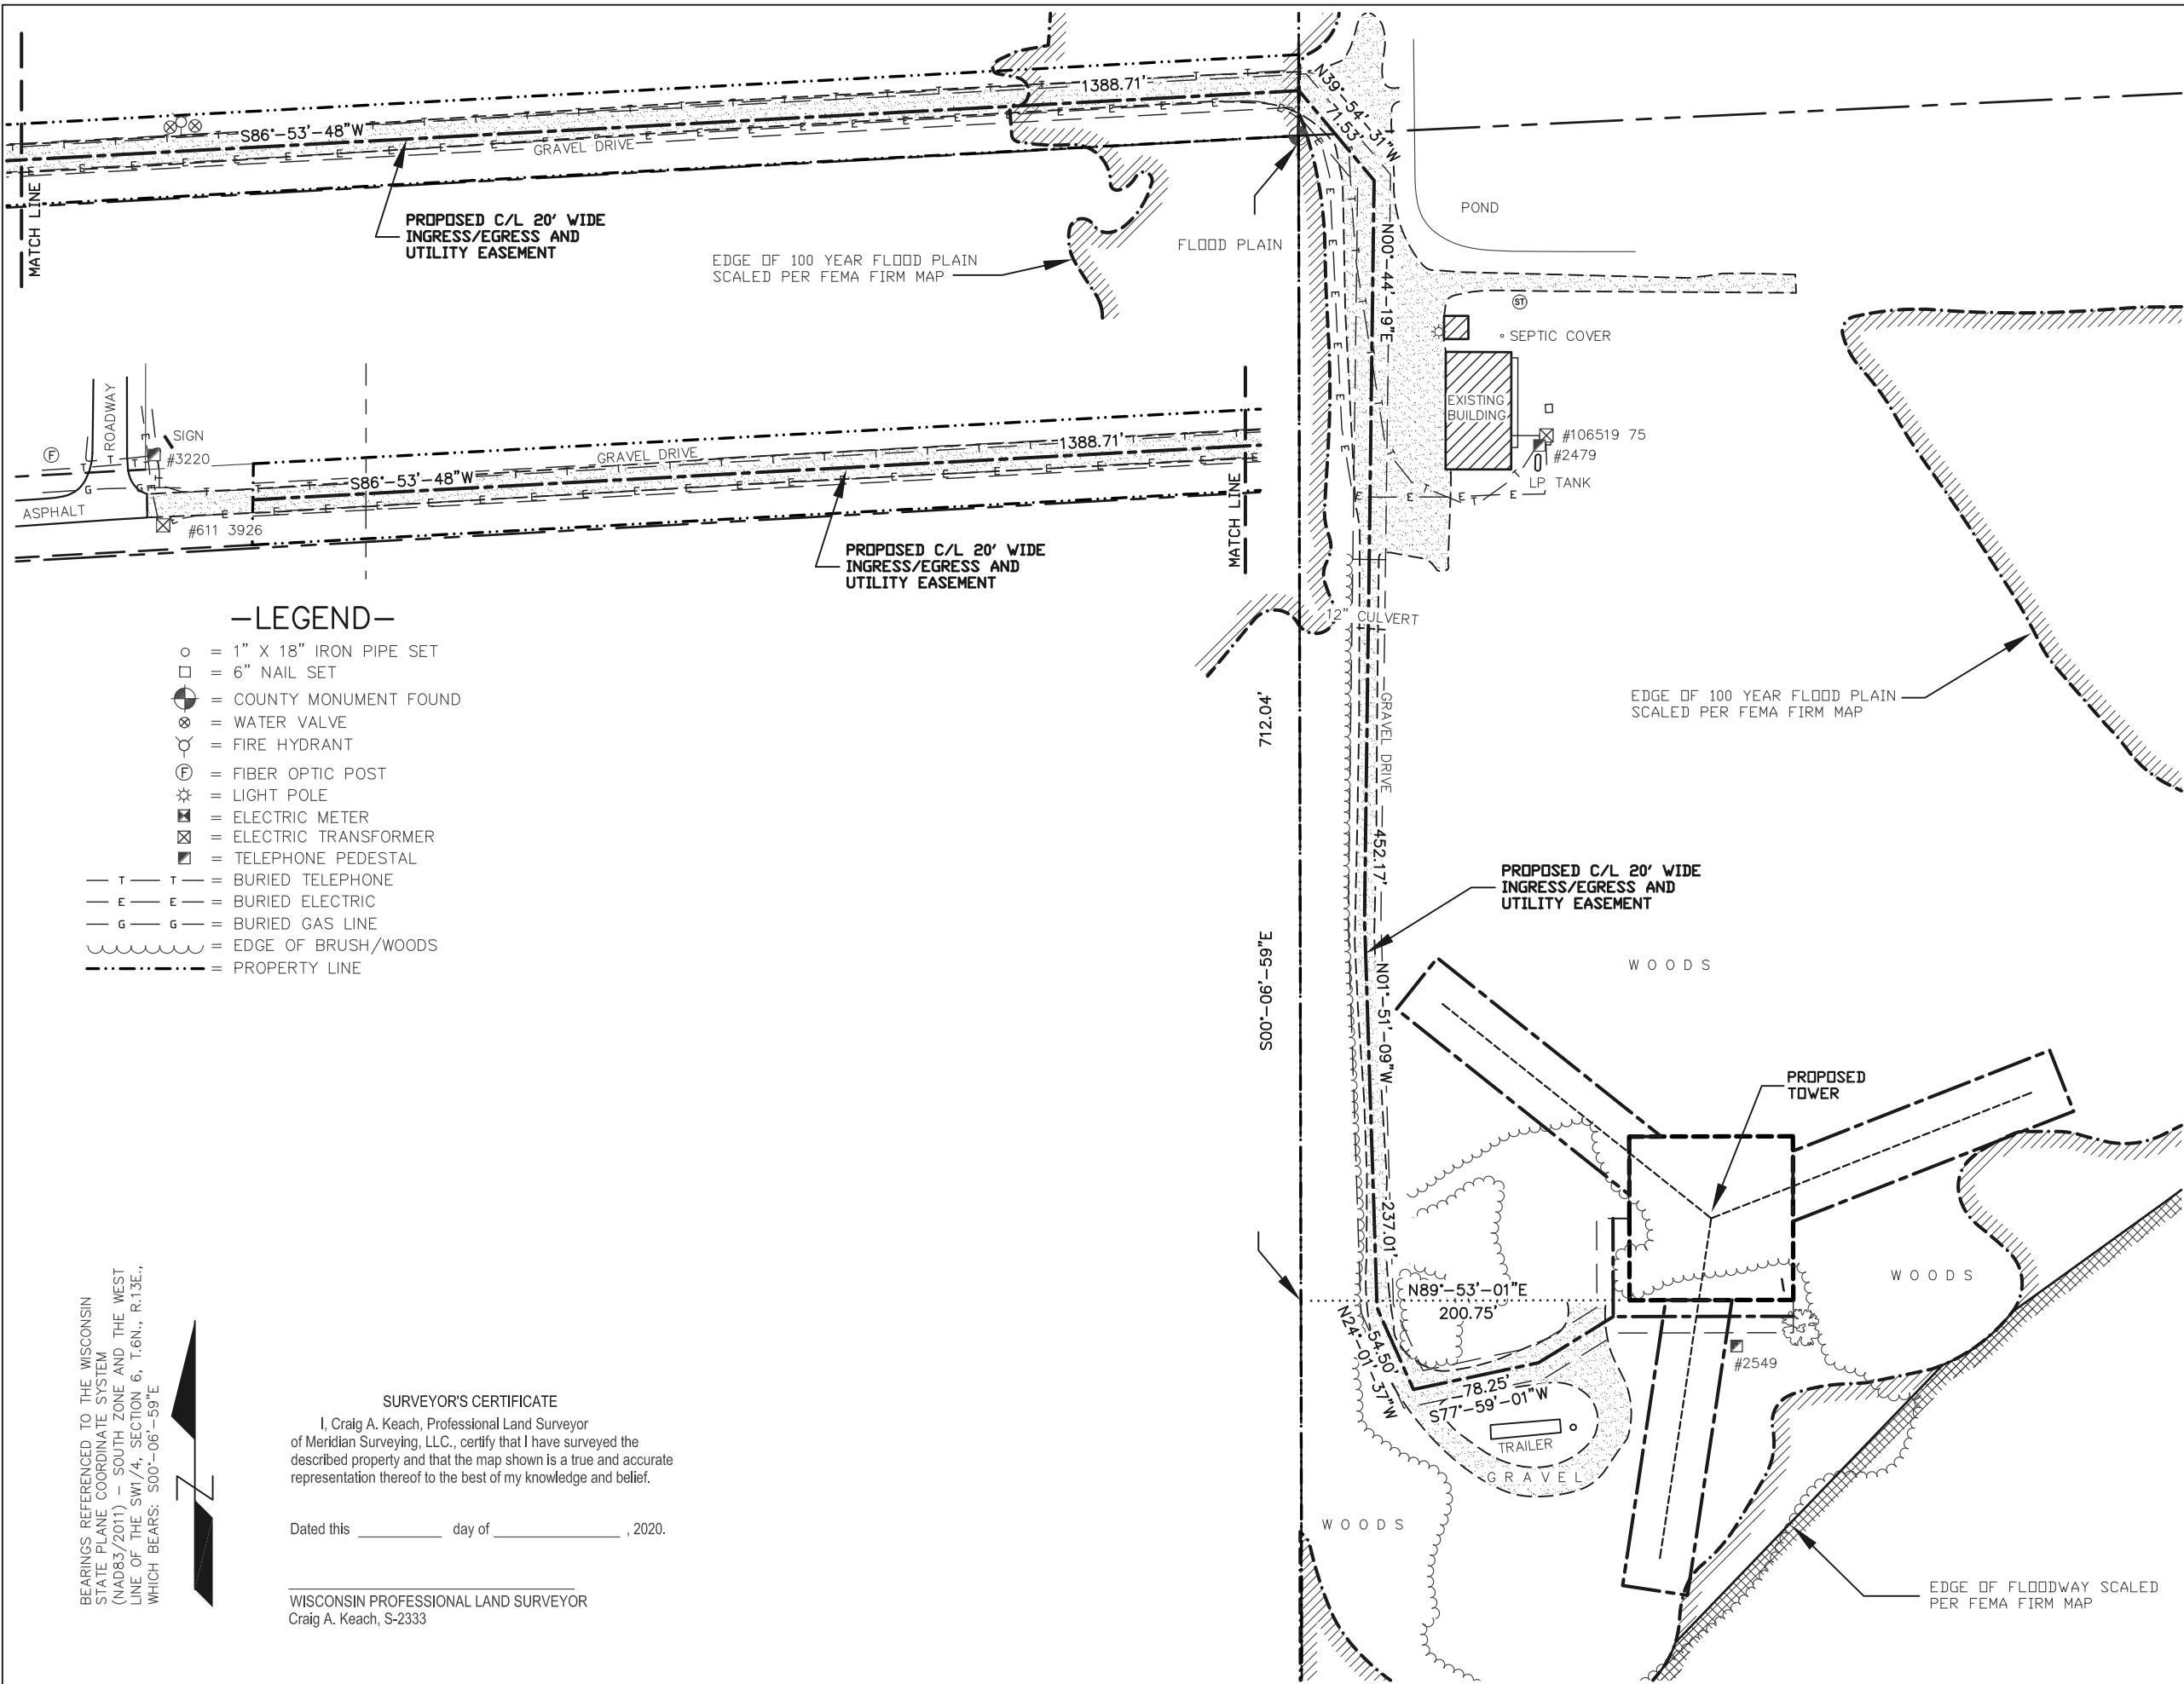 1388.71'
S86°-53'-48"W
GRAVEL DRIVE
MATCH LINE
PROPOSED C/L 20' WIDE
INGRESS/EGRESS AND
UTILITY EASEMENT
EDGE OF 100 YEAR FLOOD PLAIN
SCALED PER FEMA FIRM MAP
FLOOD PLAIN
N39°-54'-31"W
71.53'
POND
N00°-44'-19"E
ST
SEPTIC COVER
EXISTING
BUILDING
#106519 75
#2479
LP TANK
ROADWAY
SIGN
F
#3220
ASPHALT
#611 3926
GRAVEL DRIVE
1388.71'
S86°-53'-48"W
MATCH LINE
PROPOSED C/L 20' WIDE
INGRESS/EGRESS AND
UTILITY EASEMENT
12" CULVERT
-LEGEND-
= 1" X 18" IRON PIPE SET
= 6" NAIL SET
= COUNTY MONUMENT FOUND
= WATER VALVE
= FIRE HYDRANT
F = FIBER OPTIC POST
= LIGHT POLE
= ELECTRIC METER
= ELECTRIC TRANSFORMER
= TELEPHONE PEDESTAL
T T = BURIED TELEPHONE
E E = BURIED ELECTRIC
G G = BURIED GAS LINE
= EDGE OF BRUSH/WOODS
= PROPERTY LINE
712.04'
S00°-06'-59"E
GRAVEL DRIVE
452.17'
N01°-51'-09"W
237.01'
EDGE OF 100 YEAR FLOOD PLAIN
SCALED PER FEMA FIRM MAP
PROPOSED C/L 20' WIDE
INGRESS/EGRESS AND
UTILITY EASEMENT
WOODS
PROPOSED
TOWER
WOODS
N89°-53'-01"E
200.75'
54.50'
N24°-01'-37"W
78.25'
S77°-59'-01"W
TRAILER
GRAVEL
#2549
WOODS
EDGE OF FLOODWAY SCALED
PER FEMA FIRM MAP
BEARINGS REFERENCED TO THE WISCONSIN
STATE PLANE COORDINATE SYSTEM
(NAD83/2011) - SOUTH ZONE AND THE WEST
LINE OF THE SW1/4, SECTION 6, T.6N., R.13E.,
WHICH BEARS: S00°-06'-59"E
SURVEYOR'S CERTIFICATE
I, Craig A. Keach, Professional Land Surveyor
of Meridian Surveying, LLC., certify that I have surveyed the
described property and that the map shown is a true and accurate
representation thereof to the best of my knowledge and belief.
Dated this __________ day of _______________ , 2020.
WISCONSIN PROFESSIONAL LAND SURVEYOR
Craig A. Keach, S-2333